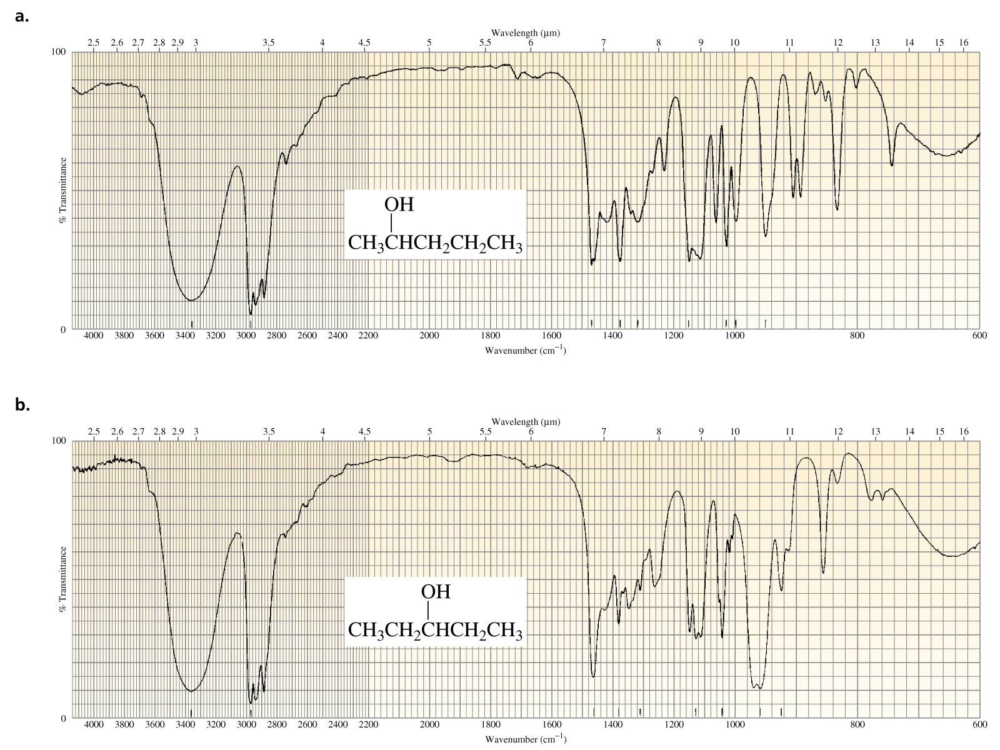 a.
Wavelength (μm)
2.5 2.6 2.7 2.8 2.9 3 3.5 4 4.5 5 5.5 6 7 8 9 10 11 12 13 14 15 16
100
% Transmittance
OH
CH₃CHCH₂CH₂CH₃
0
4000 3800 3600 3400 3200 3000 2800 2600 2400 2200 2000 1800 1600 1400 1200 1000 800 600
Wavenumber (cm⁻¹)
b.
Wavelength (μm)
2.5 2.6 2.7 2.8 2.9 3 3.5 4 4.5 5 5.5 6 7 8 9 10 11 12 13 14 15 16
100
% Transmittance
OH
CH₃CH₂CHCH₂CH₃
0
4000 3800 3600 3400 3200 3000 2800 2600 2400 2200 2000 1800 1600 1400 1200 1000 800 600
Wavenumber (cm⁻¹)